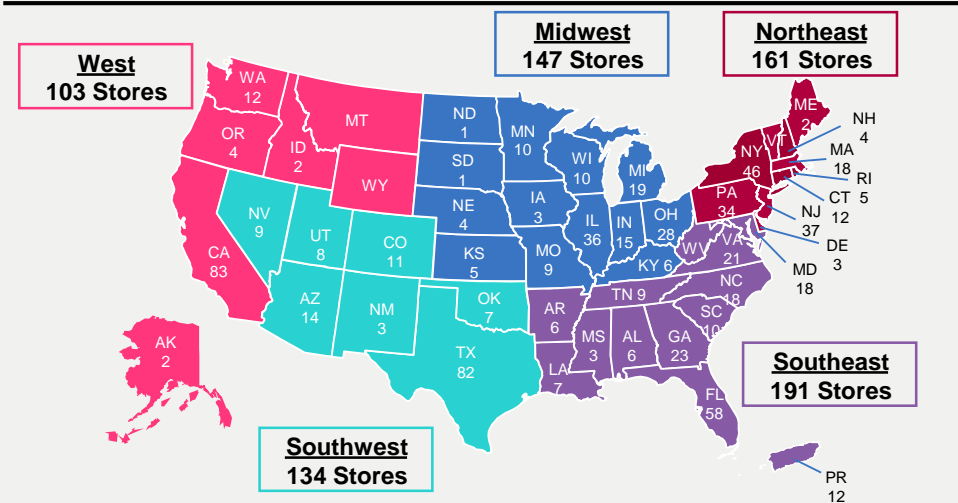 West
103 Stores
Midwest
147 Stores
Northeast
161 Stores
WA
12
OR
4
ID
2
MT
WY
CA
83
AK
2
NV
9
UT
8
CO
11
AZ
14
NM
3
OK
7
TX
82
ND
1
SD
1
NE
4
KS
5
MN
10
IA
3
MO
9
WI
10
IL
36
MI
19
IN
15
OH
28
KY 6
ME
2
VT
NY
46
PA
34
NH
4
MA
18
RI
5
CT
12
NJ
37
DE
3
MD
18
WV
VA
21
NC
18
SC
10
TN 9
AR
6
LA
7
MS
3
AL
6
GA
23
FL
58
PR
12
Southeast
191 Stores
Southwest
134 Stores